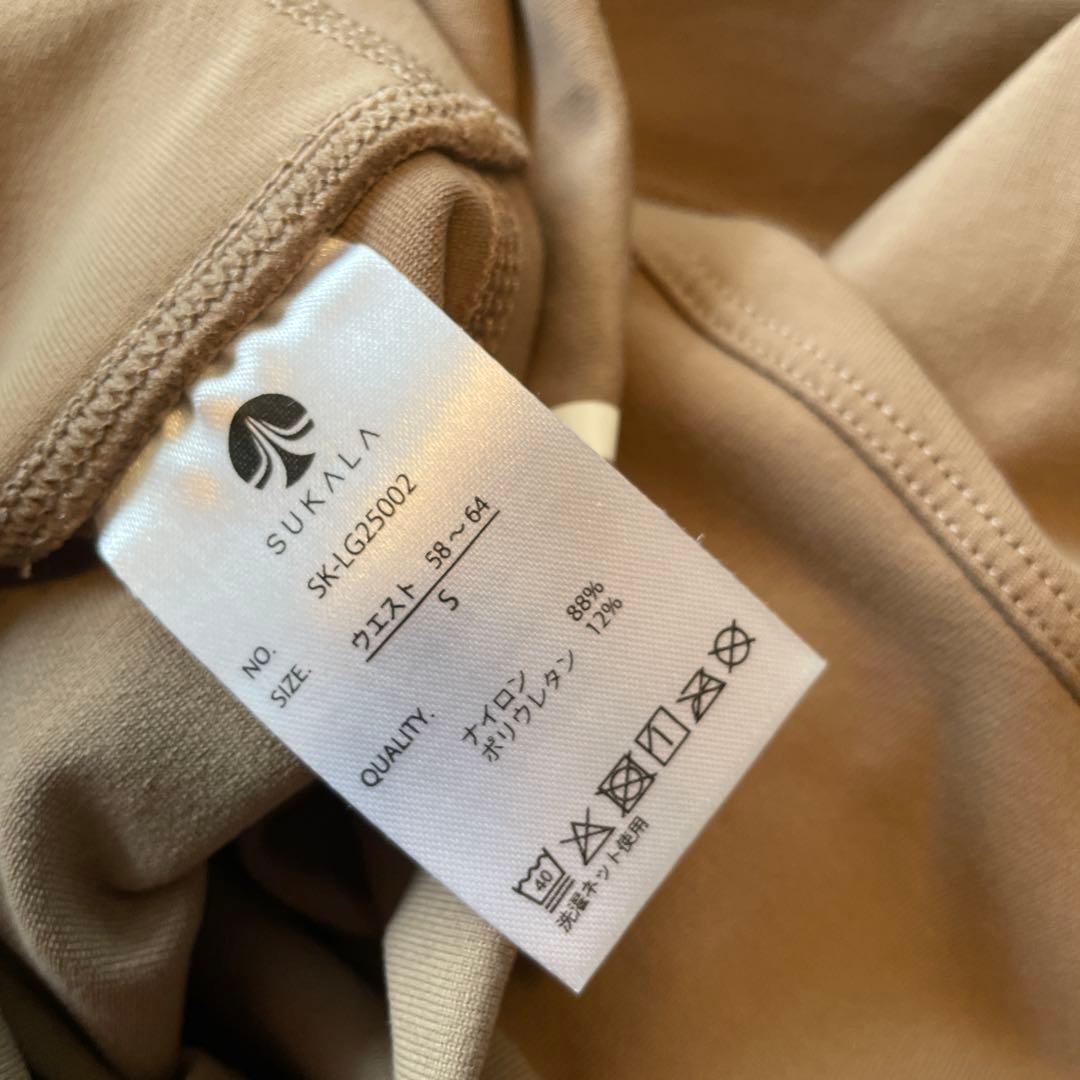 SUKALA
NO. SK-LG25002
SIZE. ウエスト 58～64
S
QUALITY.
ナイロン 88%
ポリウレタン 12%
40
洗濯ネット使用